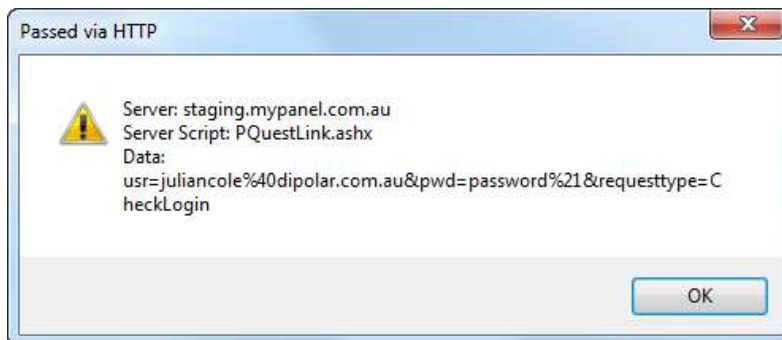 Passed via HTTP
Server: staging.mypanel.com.au
Server Script: PQuestLink.ashx
Data:
usr=juliancole%40dipolar.com.au&pwd=password%21&requesttype=C
heckLogin
OK